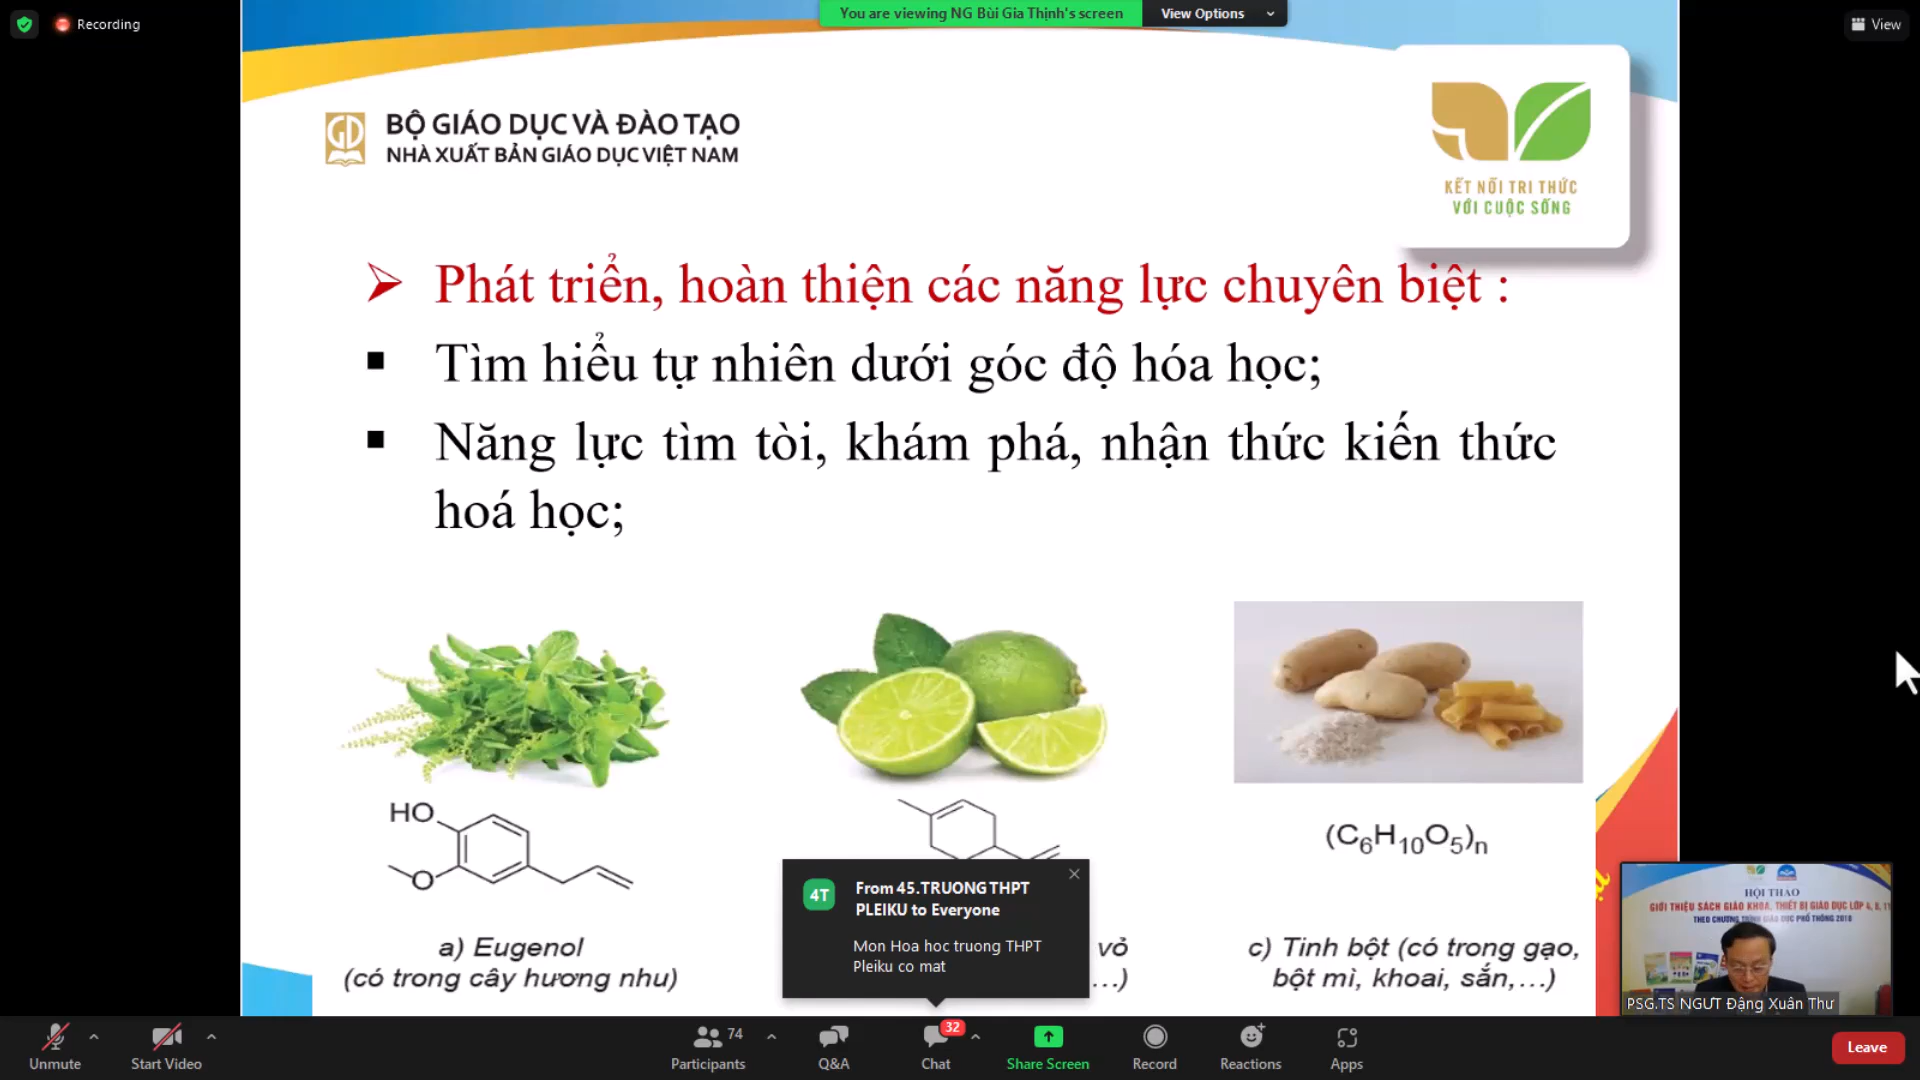 Recording
You are viewing NG Bùi Gia Thịnh's screen
View Options
View
GD
BỘ GIÁO DỤC VÀ ĐÀO TẠO
NHÀ XUẤT BẢN GIÁO DỤC VIỆT NAM
KẾT NỐI TRI THỨC
VỚI CUỘC SỐNG
Phát triển, hoàn thiện các năng lực chuyên biệt :
Tìm hiểu tự nhiên dưới góc độ hóa học;
Năng lực tìm tòi, khám phá, nhận thức kiến thức
hoá học;
HO
O
(C6H10O5)n
a) Eugenol
(có trong cây hương nhu)
vỏ
...)
c) Tinh bột (có trong gạo,
bột mì, khoai, sắn,...)
4T
From 45.TRUONG THPT
PLEIKU to Everyone
Mon Hoa hoc truong THPT
Pleiku co mat
HỘI THẢO
GIỚI THIỆU SÁCH GIÁO KHOA, THIẾT BỊ GIÁO DỤC LỚP 4, 8, 11
THEO CHƯƠNG TRÌNH GIÁO DỤC PHỔ THÔNG 2018
PSG.TS NGƯT Đặng Xuân Thư
Unmute
Start Video
74
Participants
Q&A
32
Chat
Share Screen
Record
Reactions
Apps
Leave